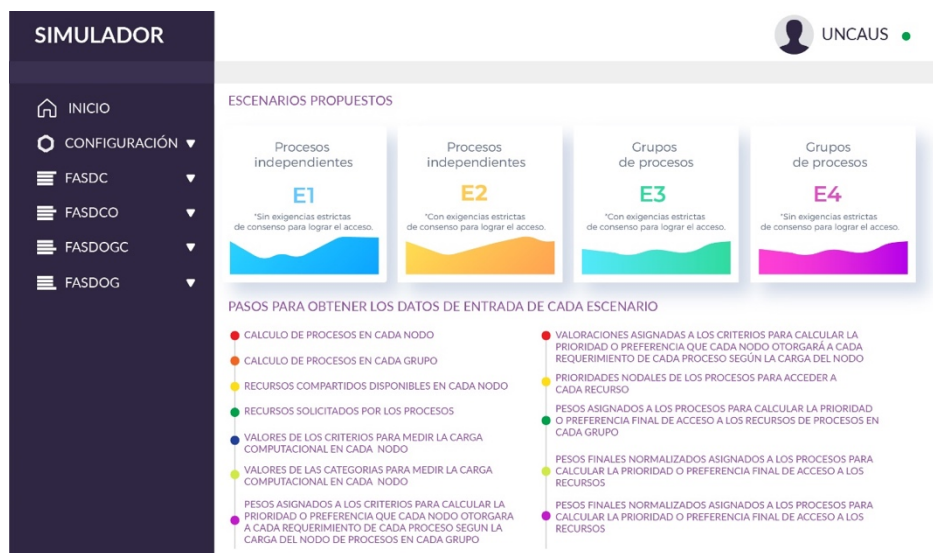 SIMULADOR
UNCAUS
INICIO
CONFIGURACIÓN
FASDC
FASDCO
FASDOGC
FASDOG
ESCENARIOS PROPUESTOS
Procesos
independientes
E1
*Sin exigencias estrictas
de consenso para lograr el acceso.
Procesos
independientes
E2
*Con exigencias estrictas
de consenso para lograr el acceso.
Grupos
de procesos
E3
*Con exigencias estrictas
de consenso para lograr el acceso.
Grupos
de procesos
E4
*Sin exigencias estrictas
de consenso para lograr el acceso.
PASOS PARA OBTENER LOS DATOS DE ENTRADA DE CADA ESCENARIO
CALCULO DE PROCESOS EN CADA NODO
CALCULO DE PROCESOS EN CADA GRUPO
RECURSOS COMPARTIDOS DISPONIBLES EN CADA NODO
RECURSOS SOLICITADOS POR LOS PROCESOS
VALORES DE LOS CRITERIOS PARA MEDIR LA CARGA
COMPUTACIONAL EN CADA NODO
VALORES DE LAS CATEGORIAS PARA MEDIR LA CARGA
COMPUTACIONAL EN CADA NODO
PESOS ASIGNADOS A LOS CRITERIOS PARA CALCULAR LA
PRIORIDAD O PREFERENCIA QUE CADA NODO OTORGARA
A CADA REQUERIMIENTO DE CADA PROCESO SEGUN LA
CARGA DEL NODO DE PROCESOS EN CADA GRUPO
VALORACIONES ASIGNADAS A LOS CRITERIOS PARA CALCULAR LA
PRIORIDAD O PREFERENCIA QUE CADA NODO OTORGARÁ A CADA
REQUERIMIENTO DE CADA PROCESO SEGÚN LA CARGA DEL NODO
PRIORIDADES NODALES DE LOS PROCESOS PARA ACCEDER A
CADA RECURSO
PESOS ASIGNADOS A LOS PROCESOS PARA CALCULAR LA PRIORIDAD
O PREFERENCIA FINAL DE ACCESO A LOS RECURSOS DE PROCESOS EN
CADA GRUPO
PESOS FINALES NORMALIZADOS ASIGNADOS A LOS PROCESOS PARA
CALCULAR LA PRIORIDAD O PREFERENCIA FINAL DE ACCESO A LOS
RECURSOS
PESOS FINALES NORMALIZADOS ASIGNADOS A LOS PROCESOS PARA
CALCULAR LA PRIORIDAD O PREFERENCIA FINAL DE ACCESO A LOS
RECURSOS